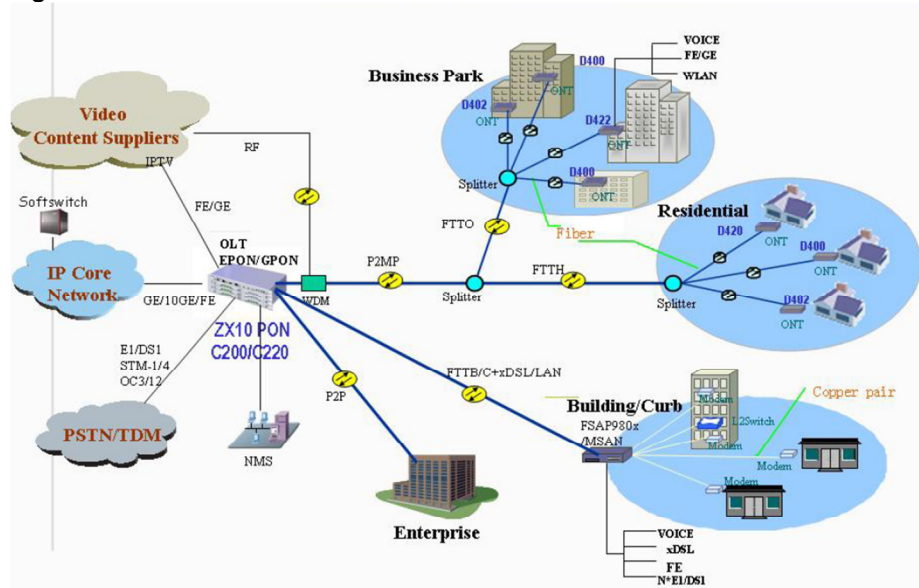 Video
Content Suppliers
IPTV
RF
FE/GE
Softswitch
IP Core
Network
OLT
EPON/GPON
GE/10GE/FE
WDM
ZX10 PON
C200/C220
E1/DS1
STM-1/4
OC3/12
PSTN/TDM
NMS
P2MP
Splitter
FTTO
FTTH
P2P
FTTB/C+xDSL/LAN
Enterprise
Business Park
D400
ONT
D402
ONT
D422
ONT
D400
ONT
Splitter
VOICE
FE/GE
WLAN
Fiber
Residential
D420
ONT
D400
ONT
D402
ONT
Splitter
Building/Curb
FSAP980x
/MSAN
Modem
L2Switch
Modem
Copper pair
Modem
Modem
VOICE
xDSL
FE
N*E1/DS1